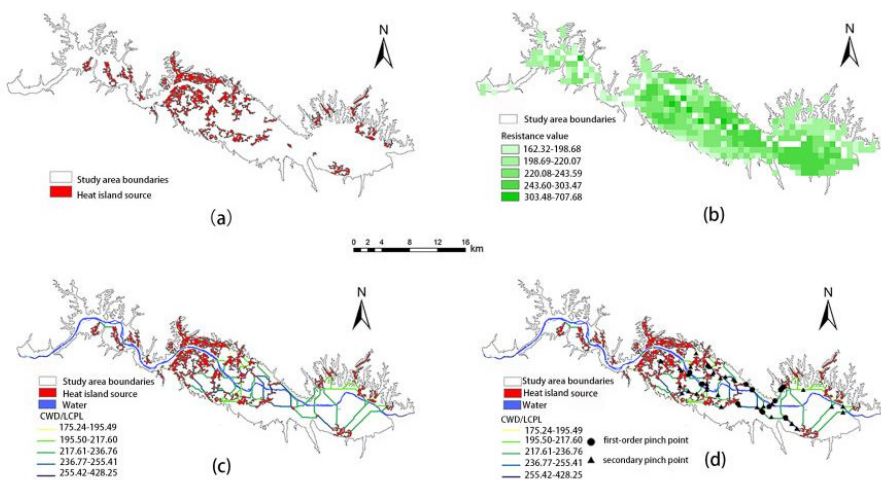 N
Study area boundaries
Heat island source
(a)
N
Study area boundaries
Resistance value
162.32-198.68
198.69-220.07
220.08-243.59
243.60-303.47
303.48-707.68
(b)
0 2 4 8 12 16
km
N
Study area boundaries
Heat island source
Water
CWD/LCPL
175.24-195.49
195.50-217.60
217.61-236.76
236.77-255.41
255.42-428.25
(c)
N
Study area boundaries
Heat island source
Water
CWD/LCPL
175.24-195.49
195.50-217.60
217.61-236.76
236.77-255.41
255.42-428.25
first-order pinch point
secondary pinch point
(d)